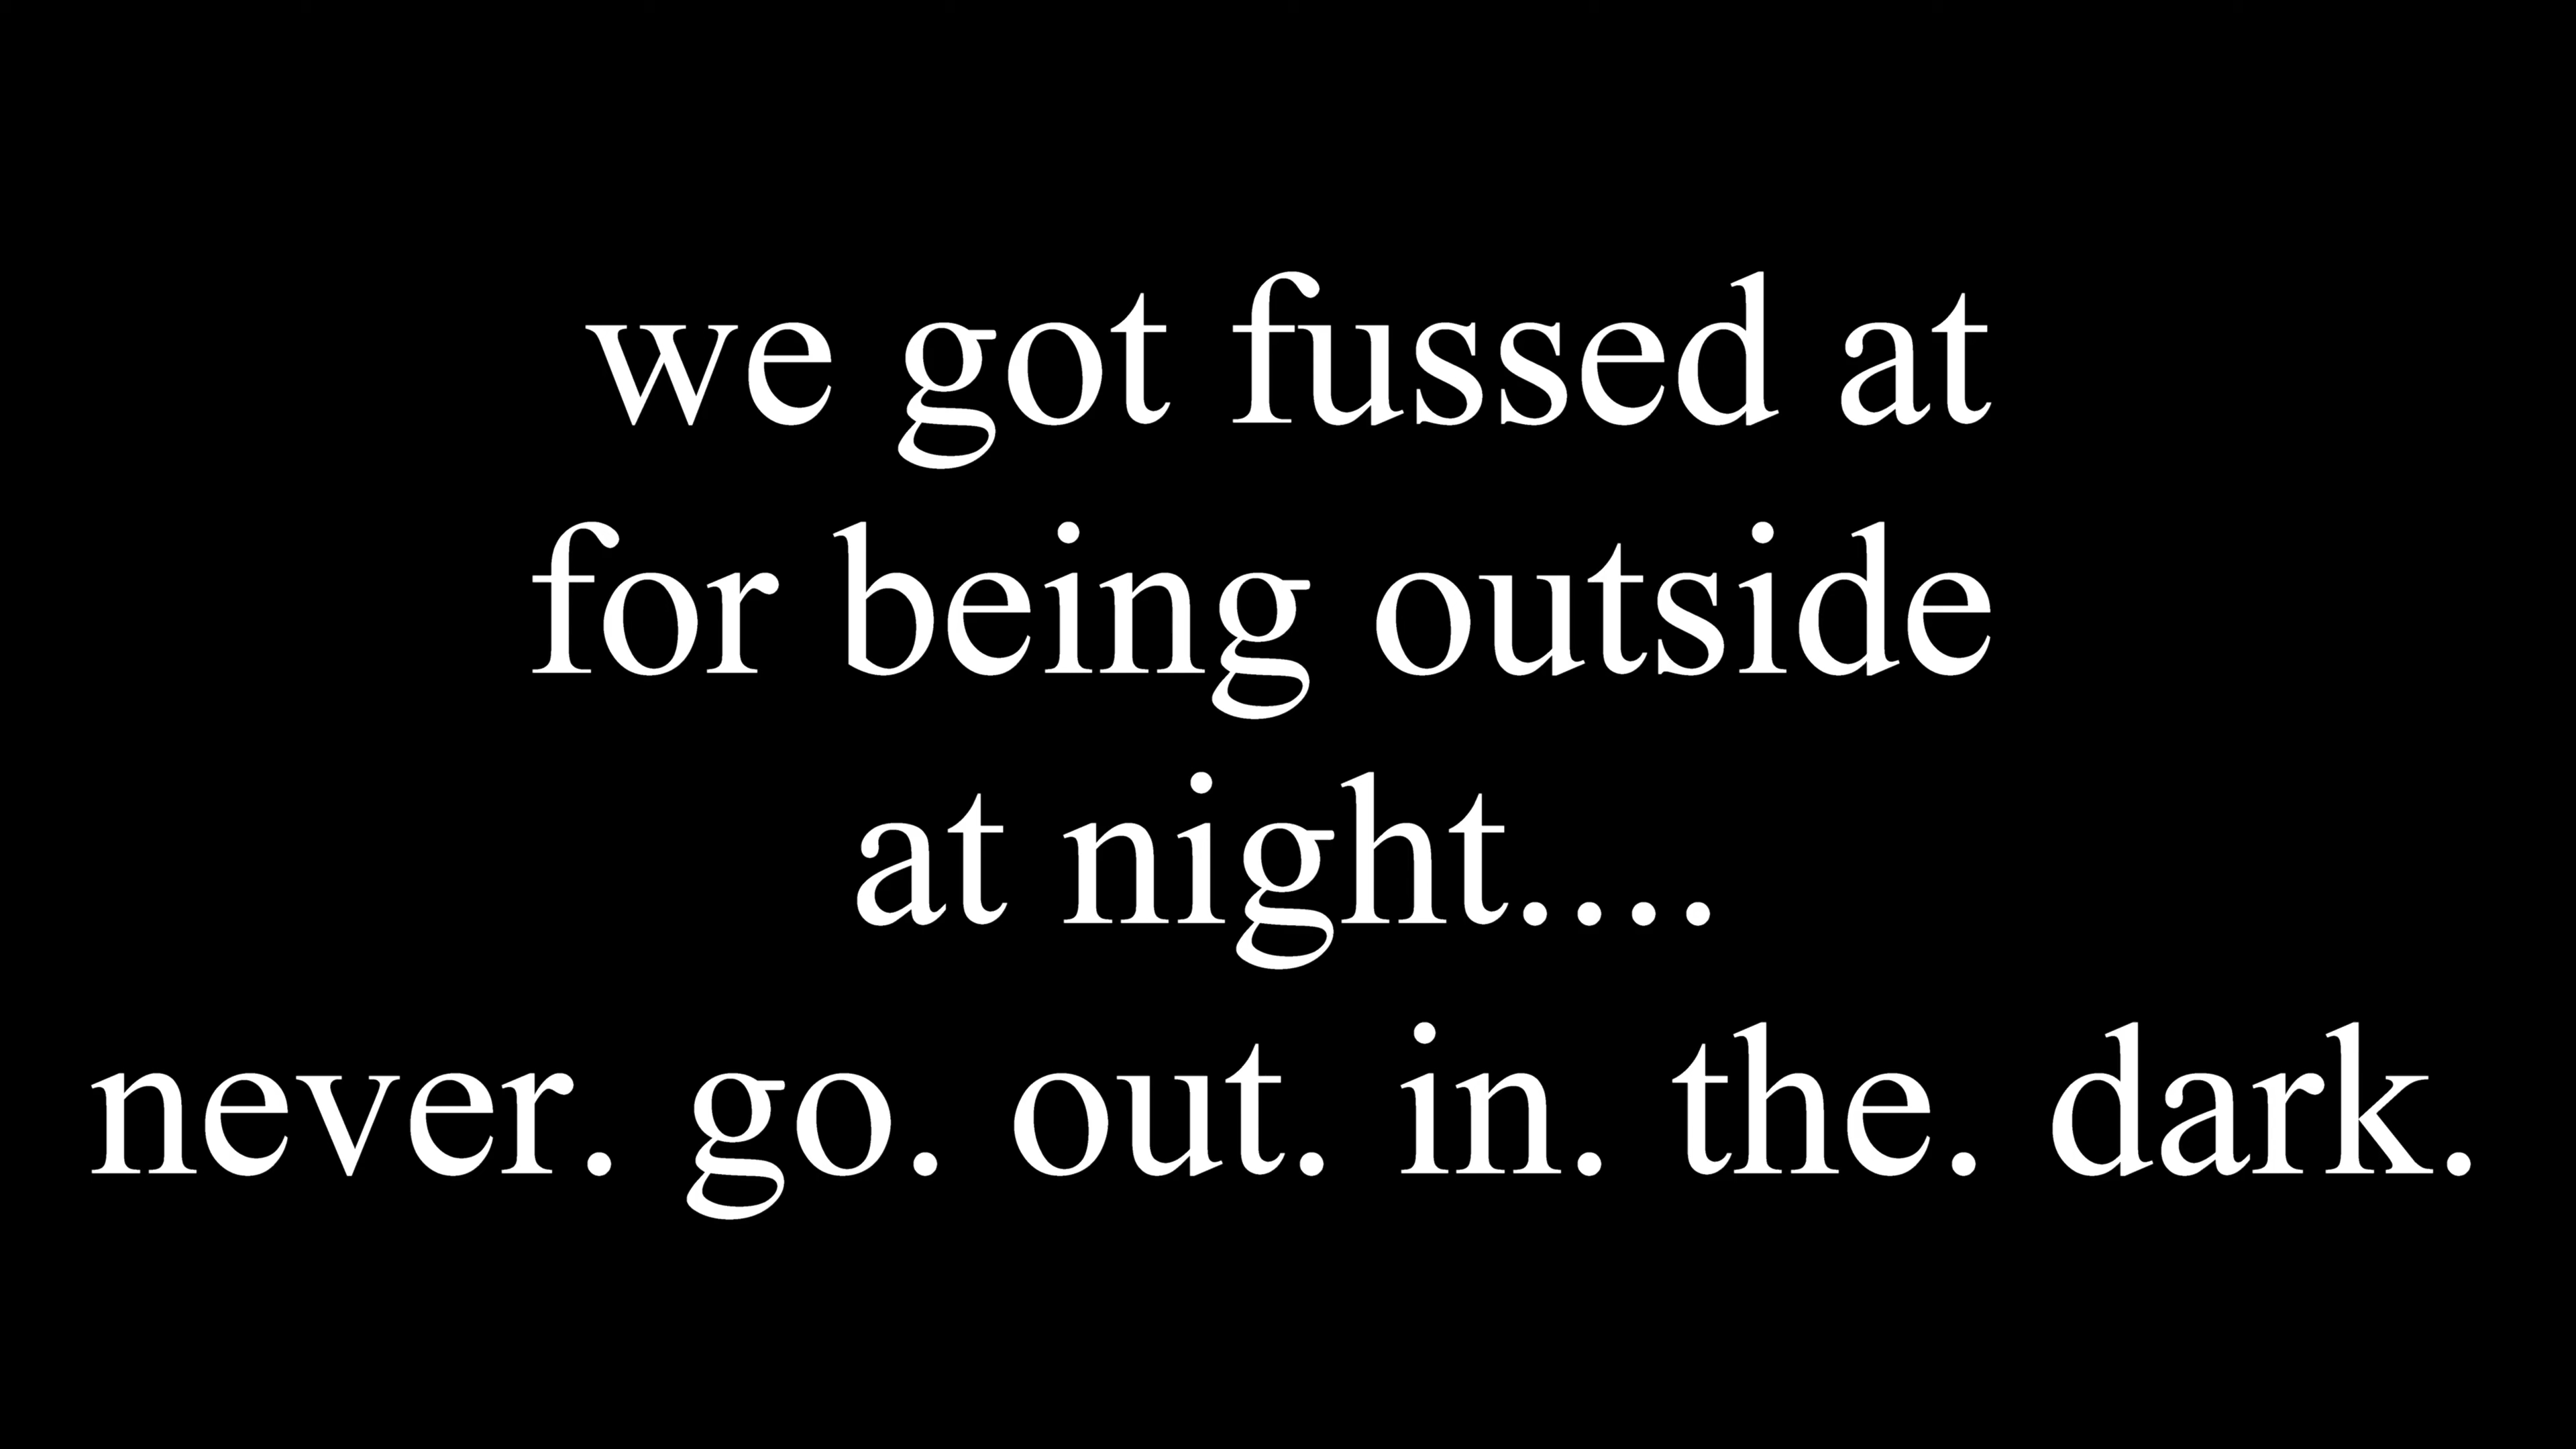 we got fussed at
for being outside
at night....
never. go. out. in. the. dark.